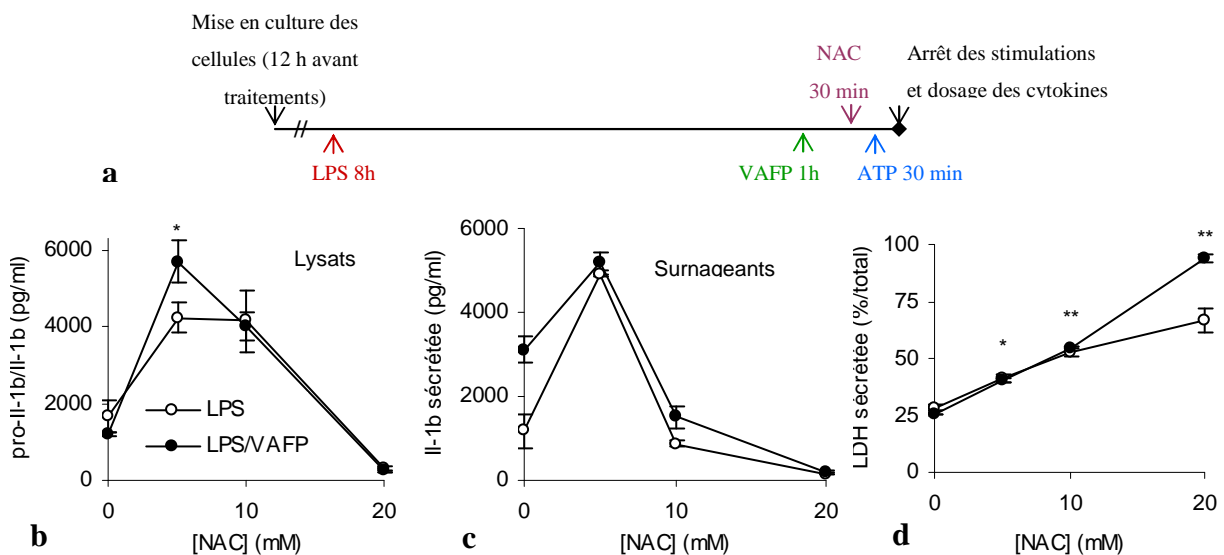 Mise en culture des
cellules (12 h avant
traitements)
NAC
30 min
Arrêt des stimulations
et dosage des cytokines
//
a
LPS 8h
VAFP 1h
ATP 30 min
pro-Il-1b/Il-1b (pg/ml)
6000
4000
2000
0
*
Lysats
LPS
LPS/VAFP
0
10
20
b
[NAC] (mM)
Il-1b sécrétée (pg/ml)
6000
4000
2000
0
Surnageants
0
10
20
c
[NAC] (mM)
LDH sécrétée (%/total)
100
75
50
25
0
*
**
**
0
10
20
d
[NAC] (mM)